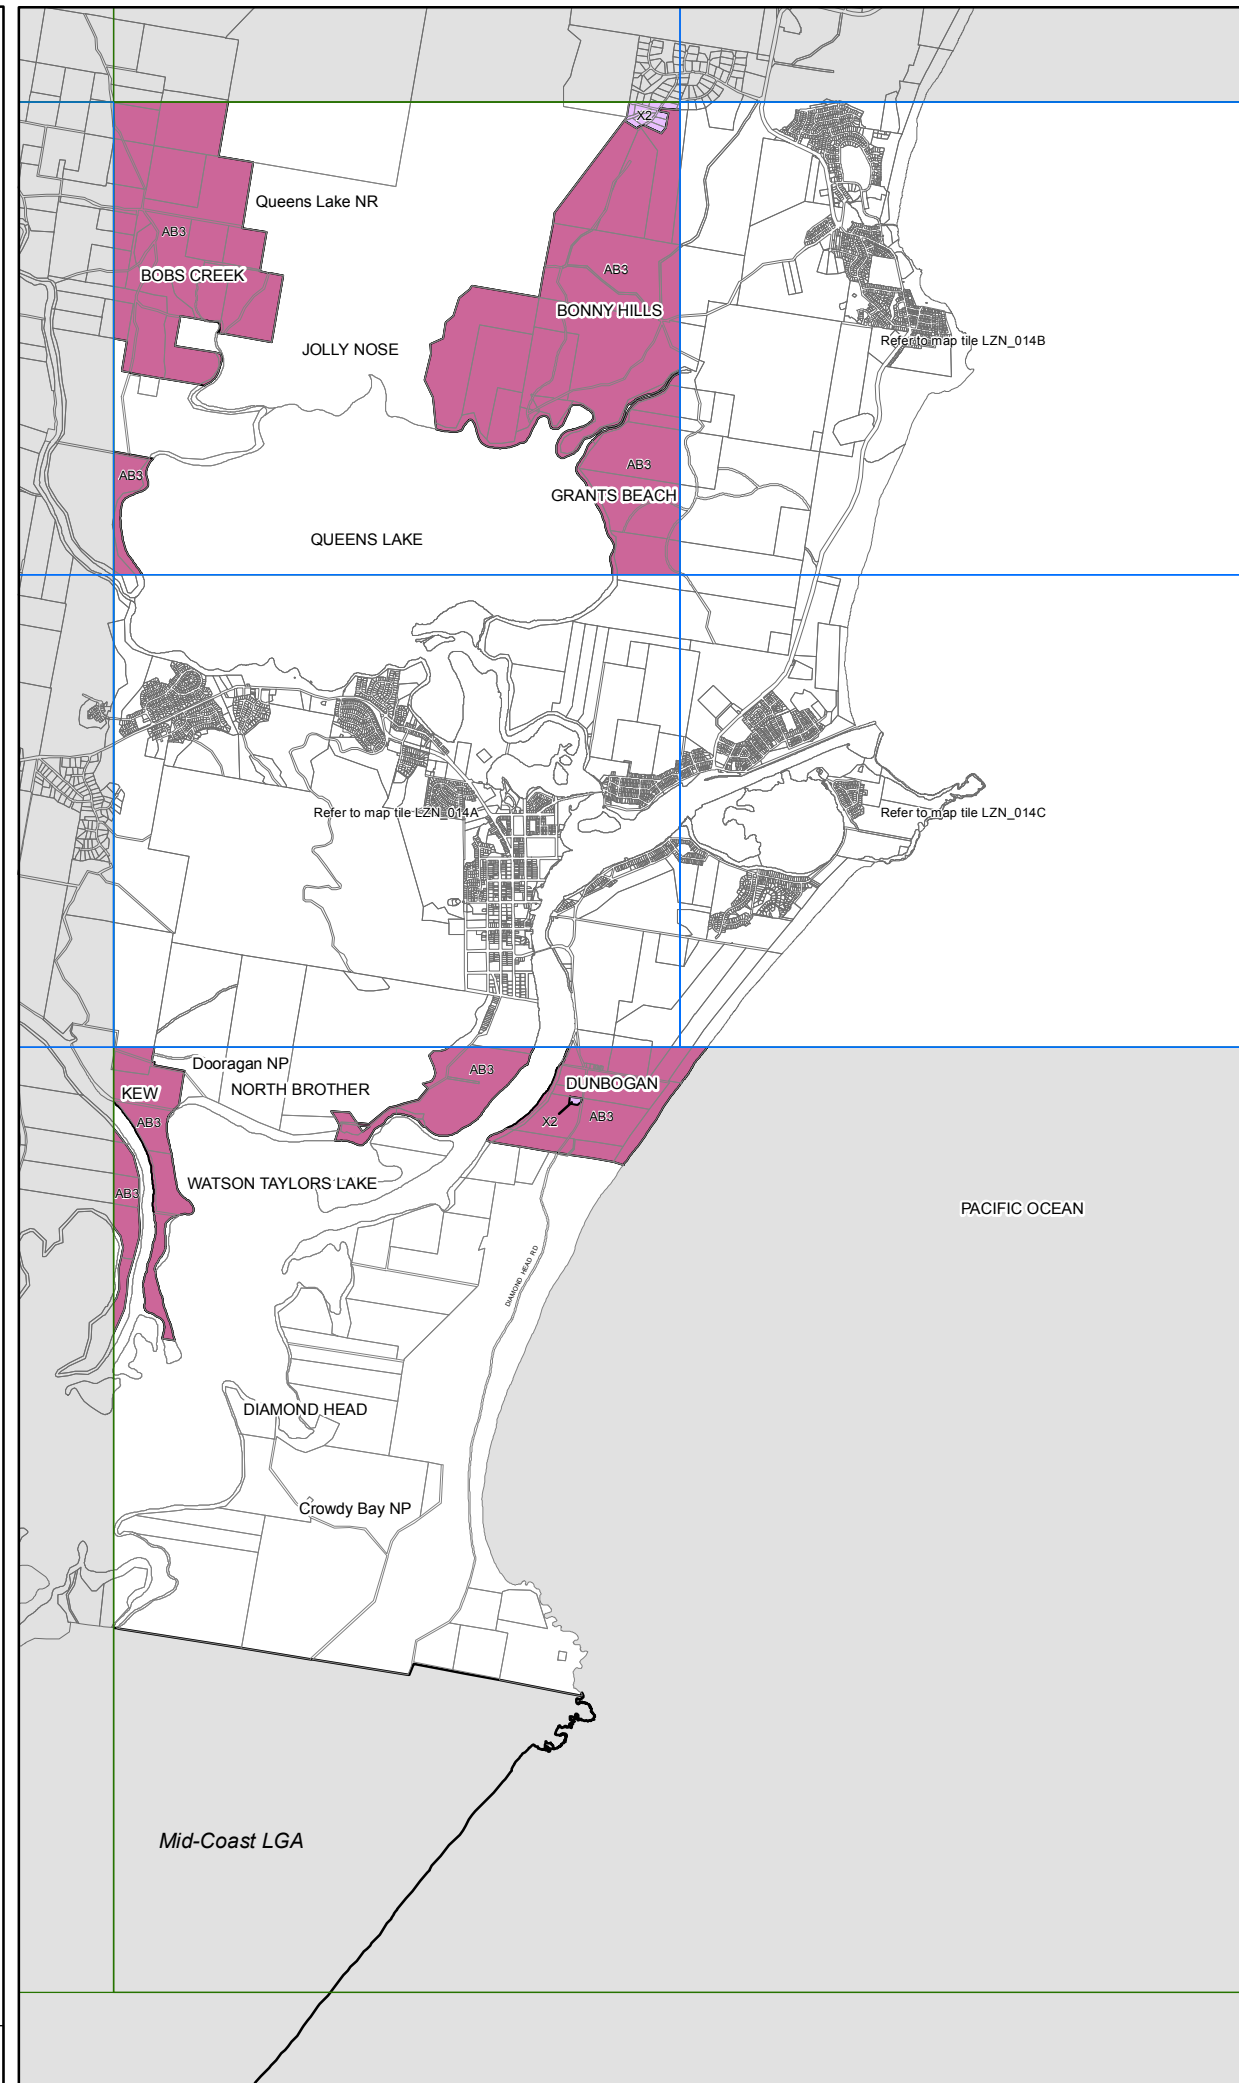 X2
Queens Lake NR
AB3
AB3
BOBS CREEK
BONNY HILLS
Refer to map tile LZN_014B
JOLLY NOSE
AB3
AB3
GRANTS BEACH
QUEENS LAKE
Refer to map tile LZN_014A
Refer to map tile LZN_014C
Dooragan NP
AB3
NORTH BROTHER
DUNBOGAN
KEW
AB3
X2
AB3
WATSON TAYLORS LAKE
AB3
PACIFIC OCEAN
DIAMOND HEAD RD
DIAMOND HEAD
Crowdy Bay NP
Mid-Coast LGA